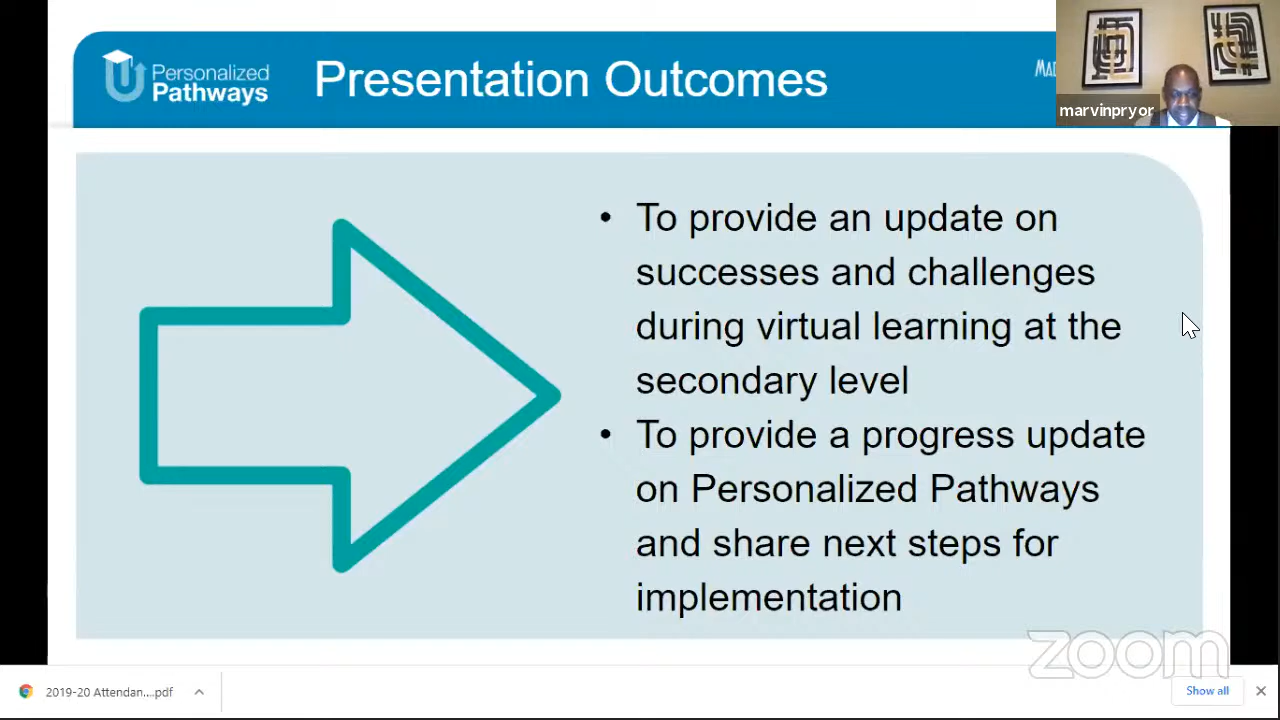 Personalized
Pathways
Presentation Outcomes
marvinpryor
• To provide an update on
successes and challenges
during virtual learning at the
secondary level
• To provide a progress update
on Personalized Pathways
and share next steps for
implementation
zoom
2019-20 Attendan....pdf
Show all